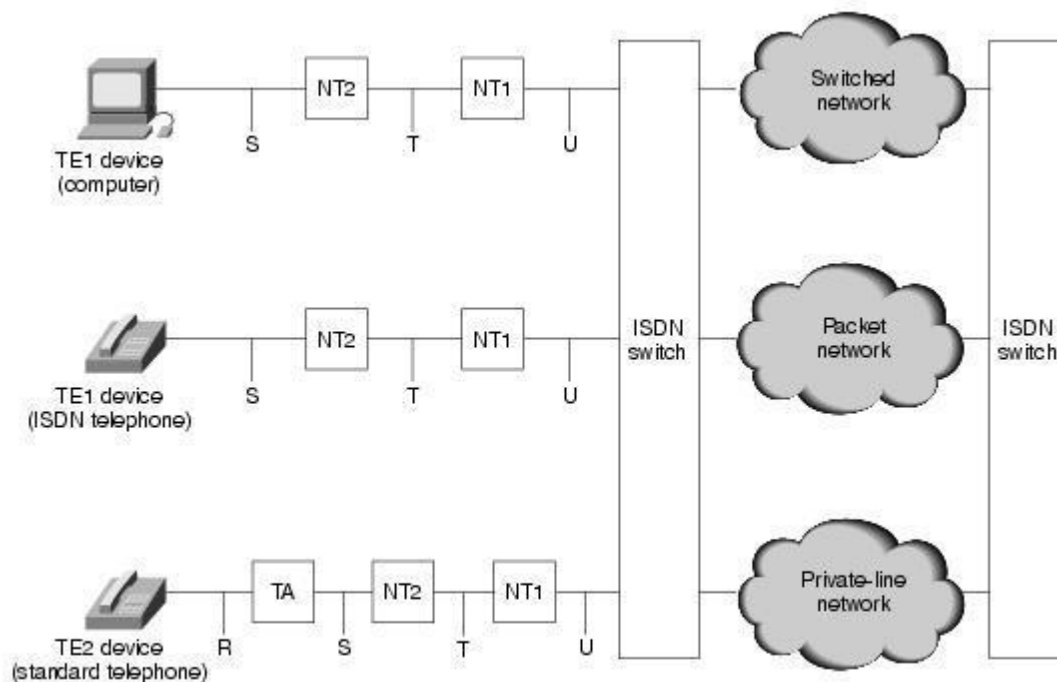 NT2
NT1
Switched
network
S
T
U
TE1 device
(computer)
NT2
NT1
ISDN
switch
Packet
network
ISDN
switch
S
T
U
TE1 device
(ISDN telephone)
TA
NT2
NT1
Private-line
network
R
S
T
U
TE2 device
(standard telephone)